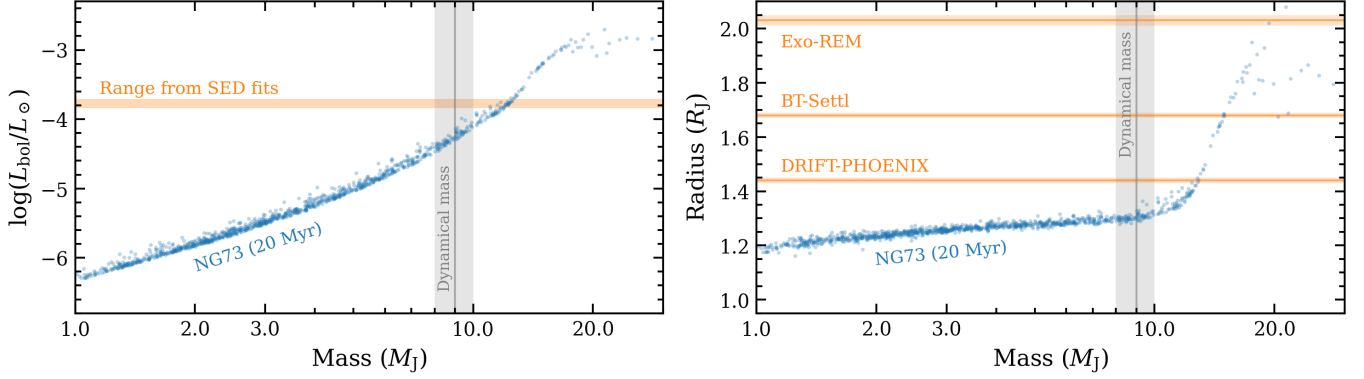 log(L_bol/L_⊙)
−3
−4
−5
−6
Range from SED fits
NG73 (20 Myr)
Dynamical mass
1.0
2.0
3.0
10.0
20.0
Mass (M_J)
Radius (R_J)
2.0
1.8
1.6
1.4
1.2
1.0
Exo-REM
BT-Settl
DRIFT-PHOENIX
NG73 (20 Myr)
Dynamical mass
1.0
2.0
3.0
10.0
20.0
Mass (M_J)